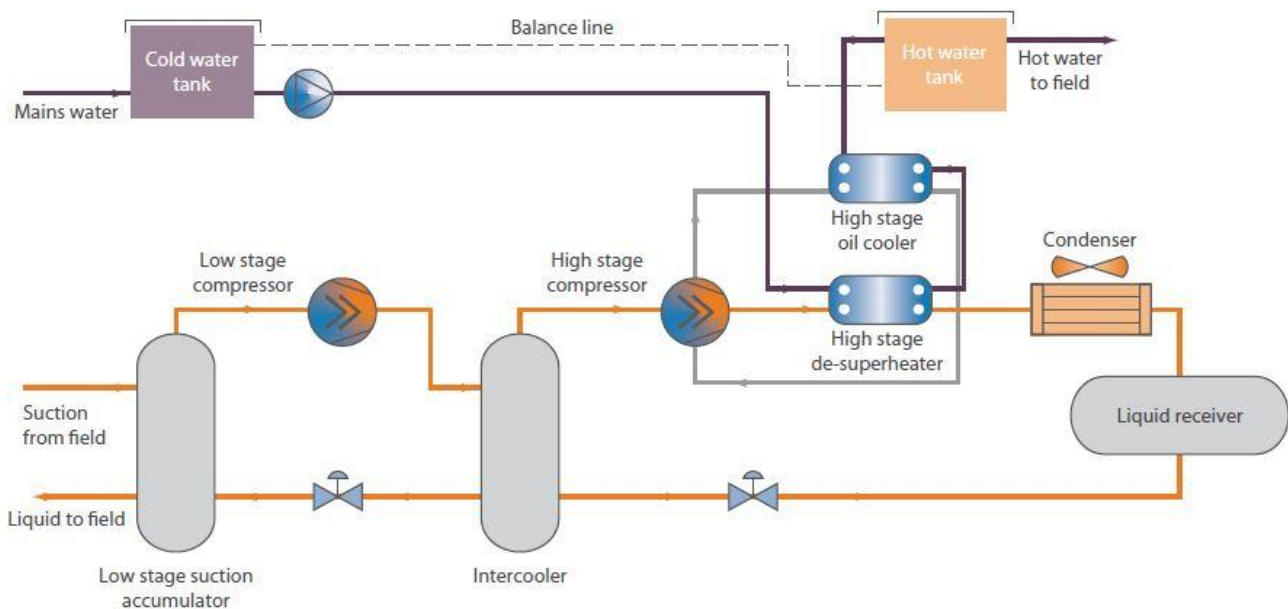 Balance line
Cold water
tank
Hot water
tank
Mains water
Hot water
to field
High stage
oil cooler
Condenser
Low stage
compressor
High stage
compressor
High stage
de-superheater
Suction
from field
Liquid receiver
Liquid to field
Low stage suction
accumulator
Intercooler